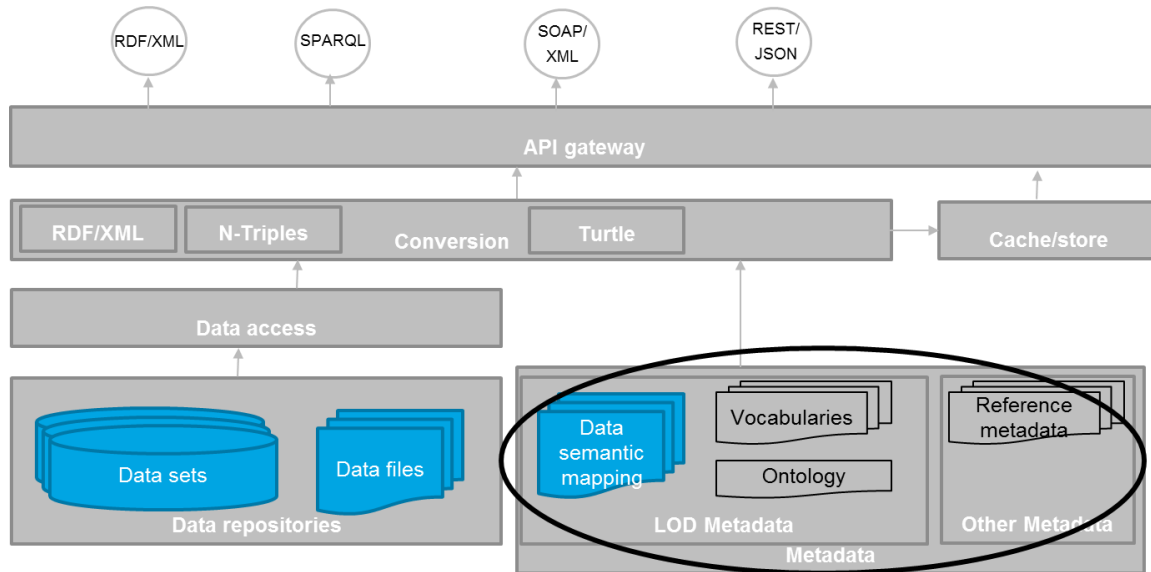 RDF/XML
SPARQL
SOAP/
XML
REST/
JSON
API gateway
RDF/XML
N-Triples
Conversion
Turtle
Cache/store
Data access
Data sets
Data files
Data repositories
Data
semantic
mapping
Vocabularies
Ontology
LOD Metadata
Reference
metadata
Other Metadata
Metadata